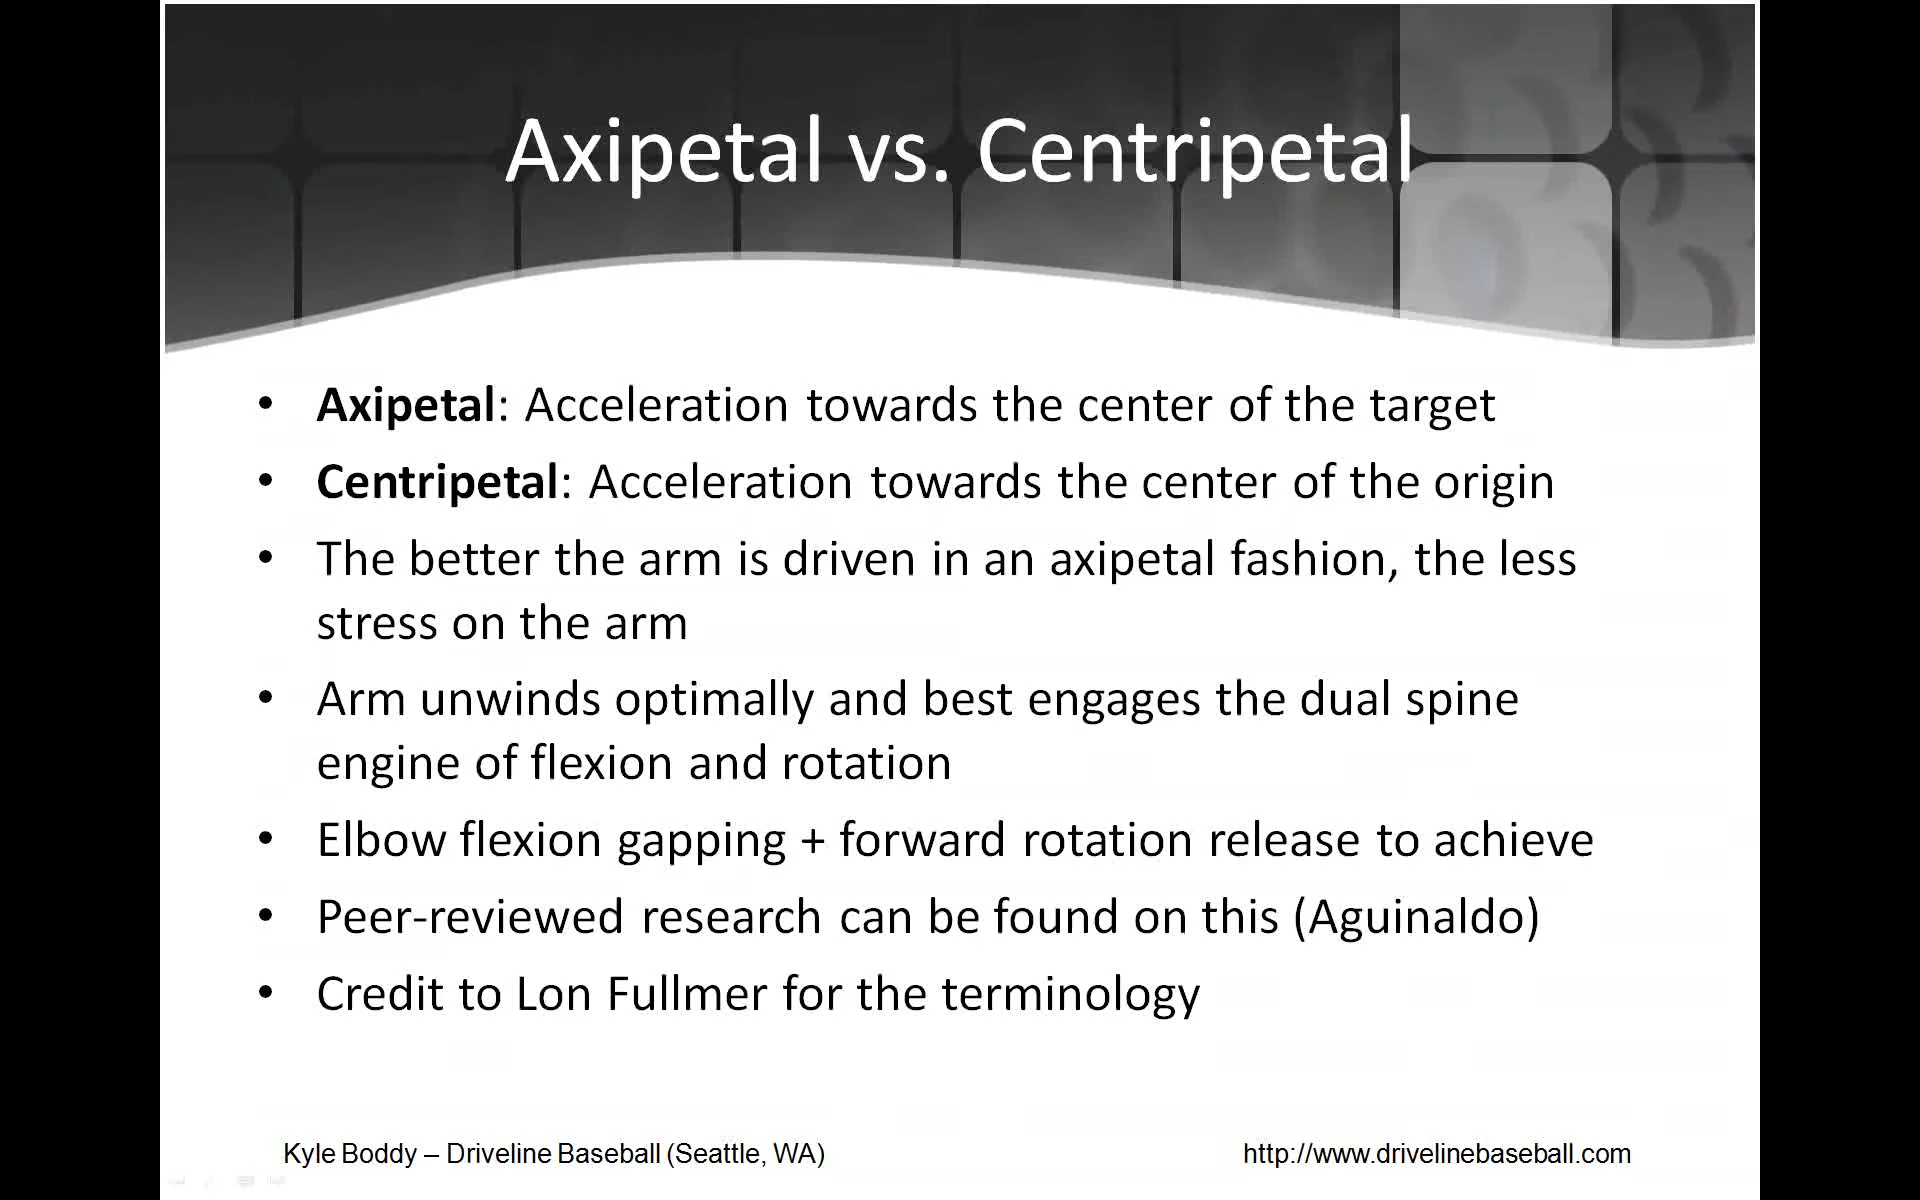 Axipetal vs. Centripetal
• Axipetal: Acceleration towards the center of the target
• Centripetal: Acceleration towards the center of the origin
• The better the arm is driven in an axipetal fashion, the less
stress on the arm
• Arm unwinds optimally and best engages the dual spine
engine of flexion and rotation
• Elbow flexion gapping + forward rotation release to achieve
• Peer-reviewed research can be found on this (Aguinaldo)
• Credit to Lon Fullmer for the terminology
Kyle Boddy – Driveline Baseball (Seattle, WA)
http://www.drivelinebaseball.com